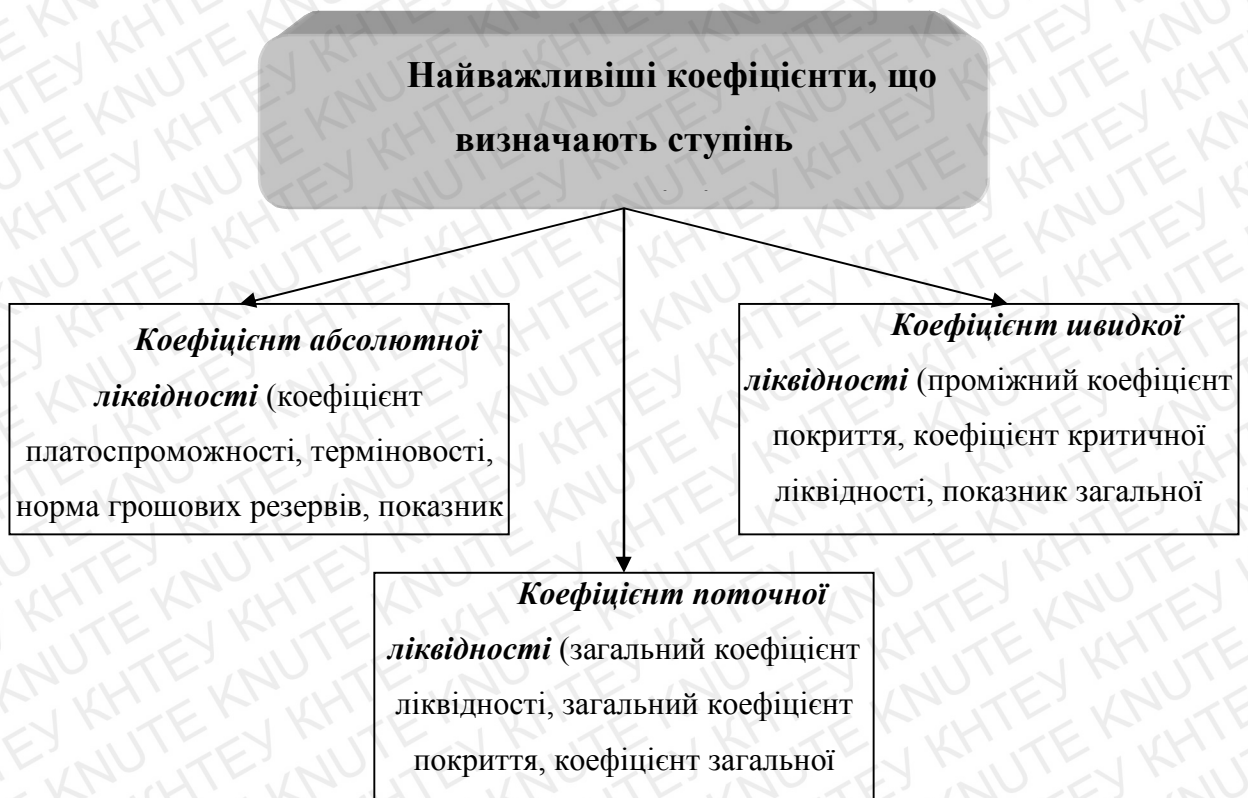 Найважливіші коефіцієнти, що
визначають ступінь
Коефіцієнт абсолютної
ліквідності (коефіцієнт
платоспроможності, терміновості,
норма грошових резервів, показник
Коефіцієнт швидкої
ліквідності (проміжний коефіцієнт
покриття, коефіцієнт критичної
ліквідності, показник загальної
Коефіцієнт поточної
ліквідності (загальний коефіцієнт
ліквідності, загальний коефіцієнт
покриття, коефіцієнт загальної